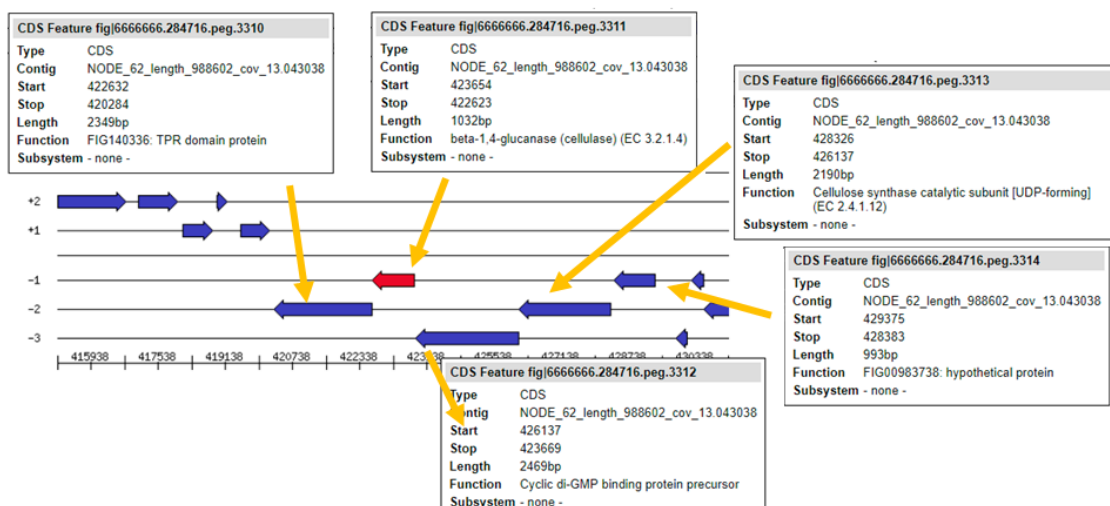 CDS Feature fig|6666666.284716.peg.3310
Type CDS
Contig NODE_62_length_988602_cov_13.043038
Start 422632
Stop 420284
Length 2349bp
Function FIG140336: TPR domain protein
Subsystem - none -
CDS Feature fig|6666666.284716.peg.3311
Type CDS
Contig NODE_62_length_988602_cov_13.043038
Start 423654
Stop 422623
Length 1032bp
Function beta-1,4-glucanase (cellulase) (EC 3.2.1.4)
Subsystem - none -
CDS Feature fig|6666666.284716.peg.3313
Type CDS
Contig NODE_62_length_988602_cov_13.043038
Start 428326
Stop 426137
Length 2190bp
Function Cellulose synthase catalytic subunit [UDP-forming]
(EC 2.4.1.12)
Subsystem - none -
CDS Feature fig|6666666.284716.peg.3314
Type CDS
Contig NODE_62_length_988602_cov_13.043038
Start 429375
Stop 428383
Length 993bp
Function FIG00983738: hypothetical protein
Subsystem - none -
+2
+1
−1
−2
−3
415938 417538 419138 420738 422338 425538 427138 428738 430338
CDS Feature fig|6666666.284716.peg.3312
Type CDS
Contig NODE_62_length_988602_cov_13.043038
Start 426137
Stop 423669
Length 2469bp
Function Cyclic di-GMP binding protein precursor
Subsystem - none -